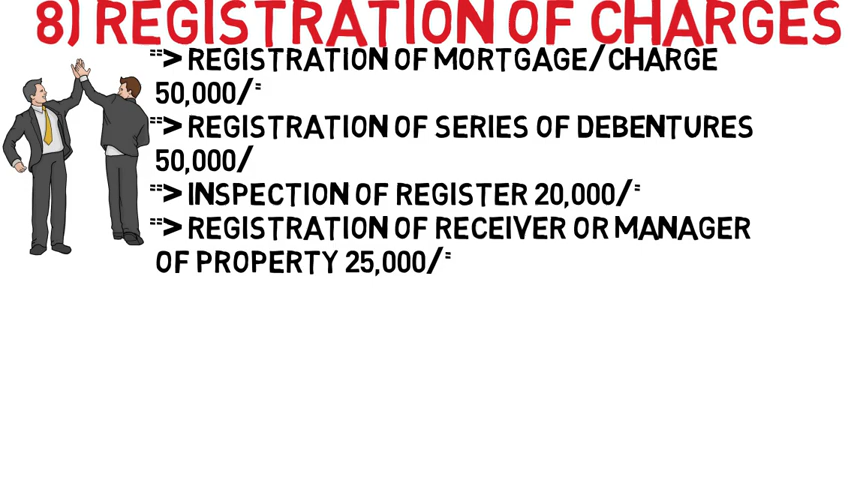 8) REGISTRATION OF CHARGES
==> REGISTRATION OF MORTGAGE/CHARGE
50,000/=
==> REGISTRATION OF SERIES OF DEBENTURES
50,000/
==> INSPECTION OF REGISTER 20,000/=
==> REGISTRATION OF RECEIVER OR MANAGER
OF PROPERTY 25,000/=